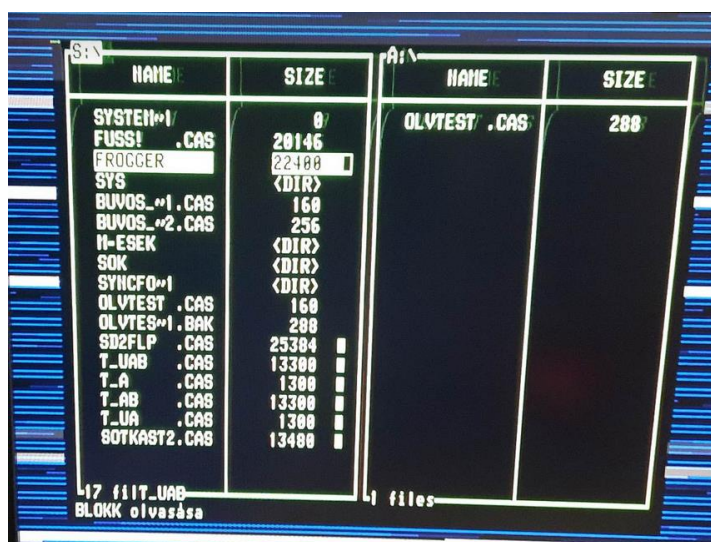 S:\
NAME SIZE
SYSTEM~1 0
FUSS! .CAS 20146
FROGGER 22400
SYS <DIR>
BUVOS_~1.CAS 160
BUVOS_~2.CAS 256
M-ESEK <DIR>
SOK <DIR>
SYNCFO~1 <DIR>
OLVTEST .CAS 160
OLVTES~1.BAK 288
SD2FLP .CAS 25384
T_UAB .CAS 13300
T_A .CAS 1300
T_AB .CAS 13300
T_UA .CAS 1300
SOTKAST2.CAS 13480
17 filT_UAB
BLOKK olvasása
A:\
NAME SIZE
OLVTEST .CAS 288
1 files